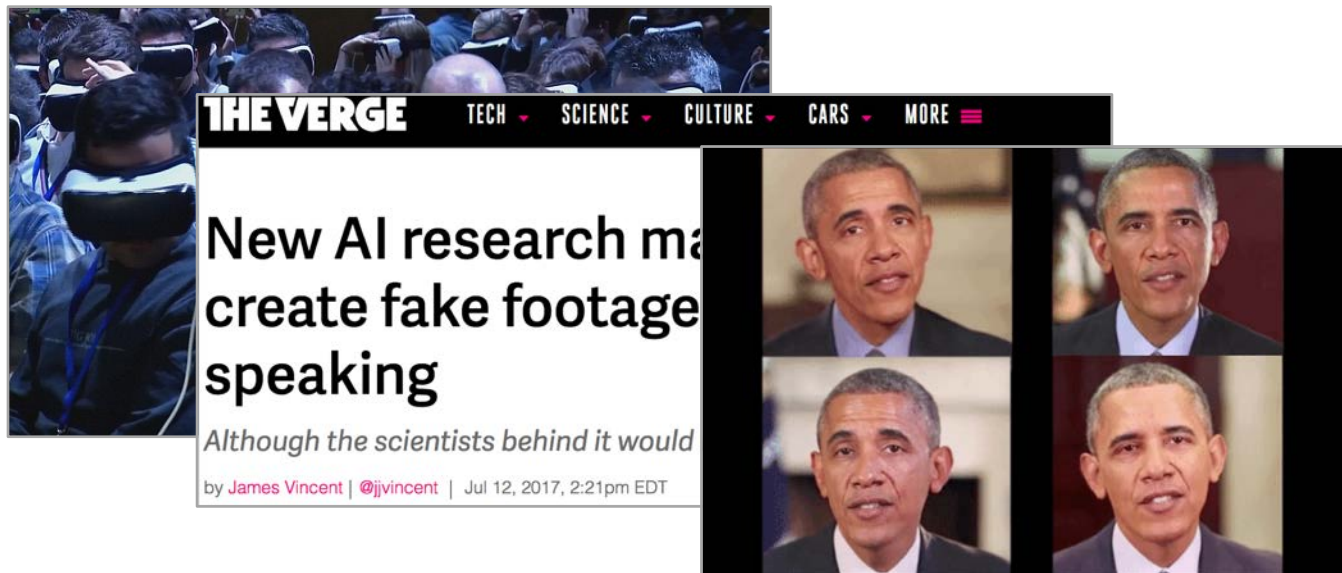 THE VERGE TECH SCIENCE CULTURE CARS MORE
New AI research ma
create fake footage
speaking
Although the scientists behind it would
by James Vincent | @jjvincent | Jul 12, 2017, 2:21pm EDT